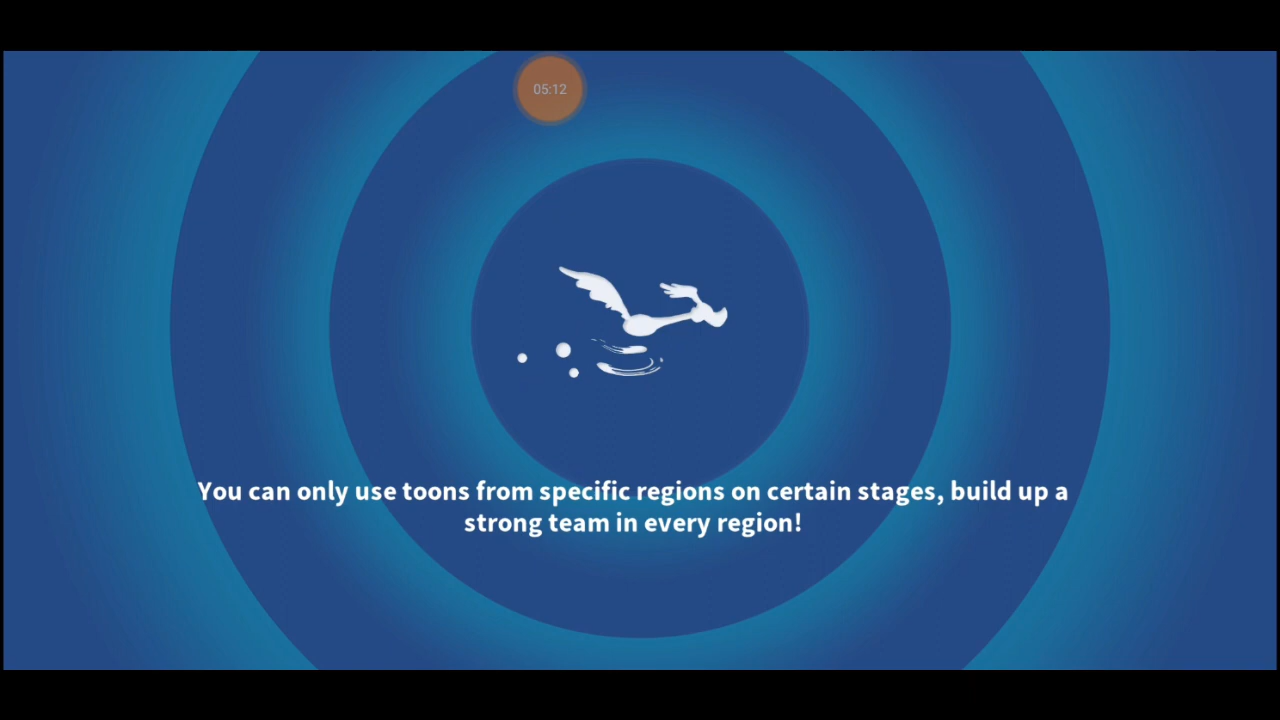 05:12
You can only use toons from specific regions on certain stages, build up a
strong team in every region!